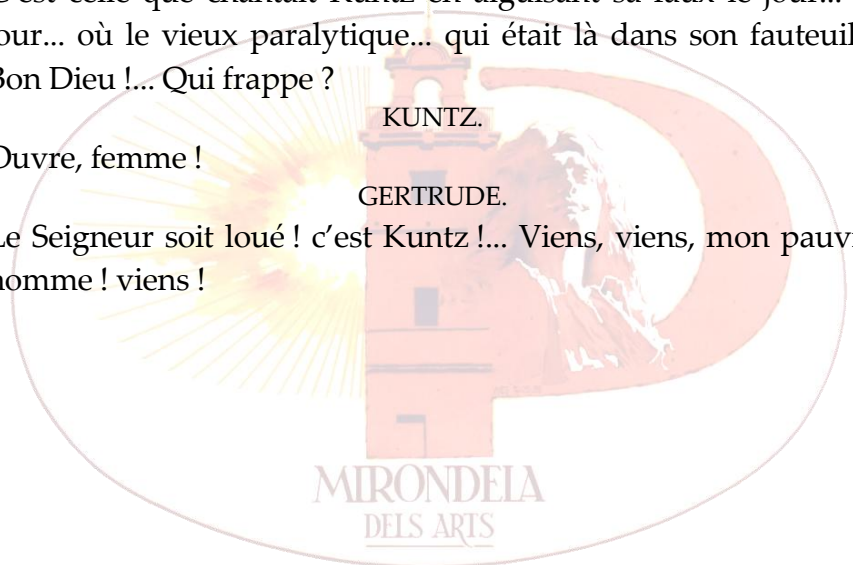 C'est celle que chantait Kuntz en aiguisant sa faux le jour...
our... où le vieux paralytique... qui était là dans son fauteuil
Bon Dieu !... Qui frappe ?
KUNTZ.
Ouvre, femme !
GERTRUDE.
Le Seigneur soit loué ! c’est Kuntz !... Viens, viens, mon pauvr
homme ! viens !
MIRONDELA
DELS ARTS